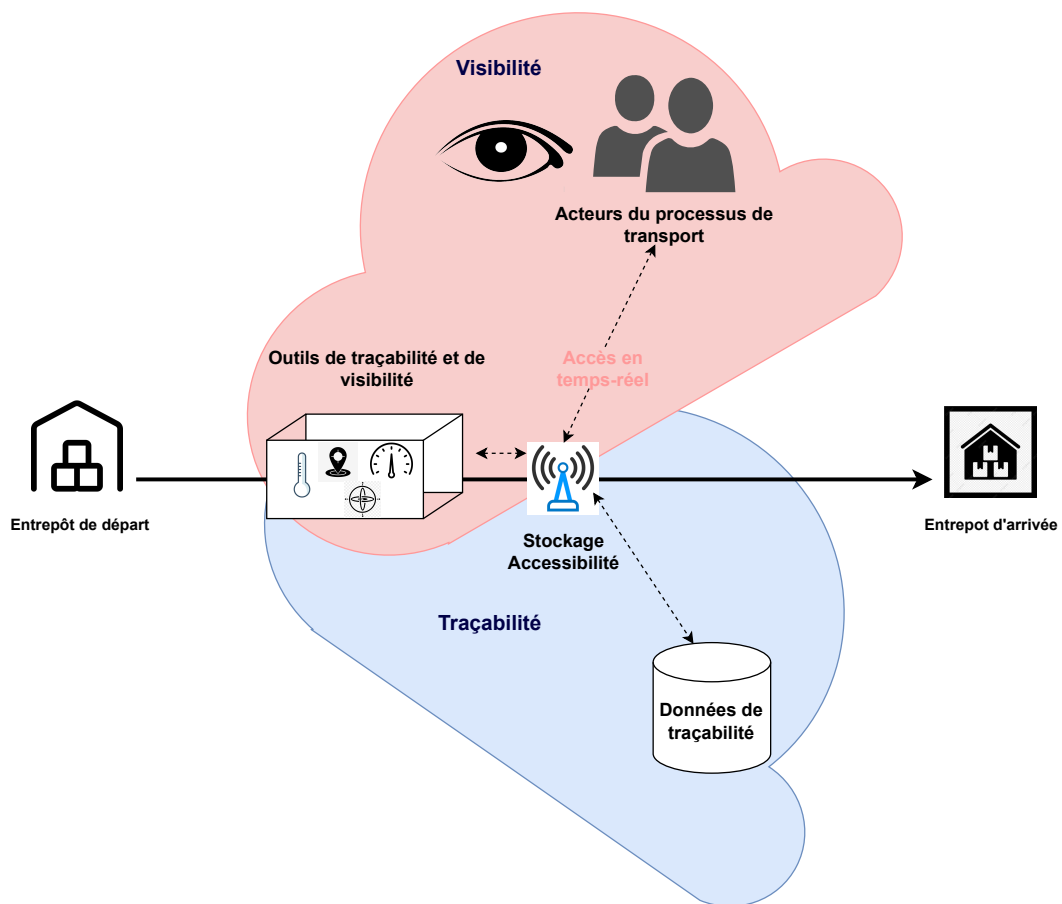 Visibilité
Acteurs du processus de
transport
Outils de traçabilité et de
visibilité
Accès en
temps-réel
Entrepôt de départ
Entrepot d'arrivée
Stockage
Accessibilité
Traçabilité
Données de
traçabilité